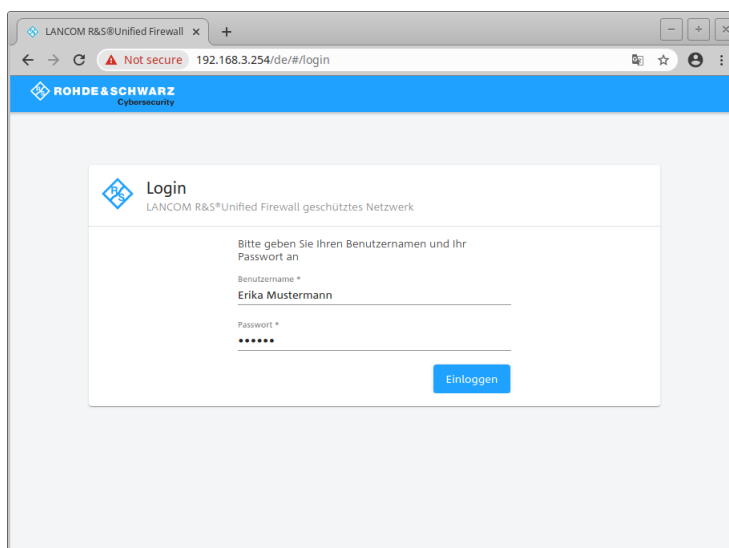 LANCOM R&S®Unified Firewall
Not secure 192.168.3.254/de/#/login
ROHDE&SCHWARZ
Cybersecurity
R S
Login
LANCOM R&S®Unified Firewall geschütztes Netzwerk
Bitte geben Sie Ihren Benutzernamen und Ihr
Passwort an
Benutzername *
Erika Mustermann
Passwort *
••••••
Einloggen